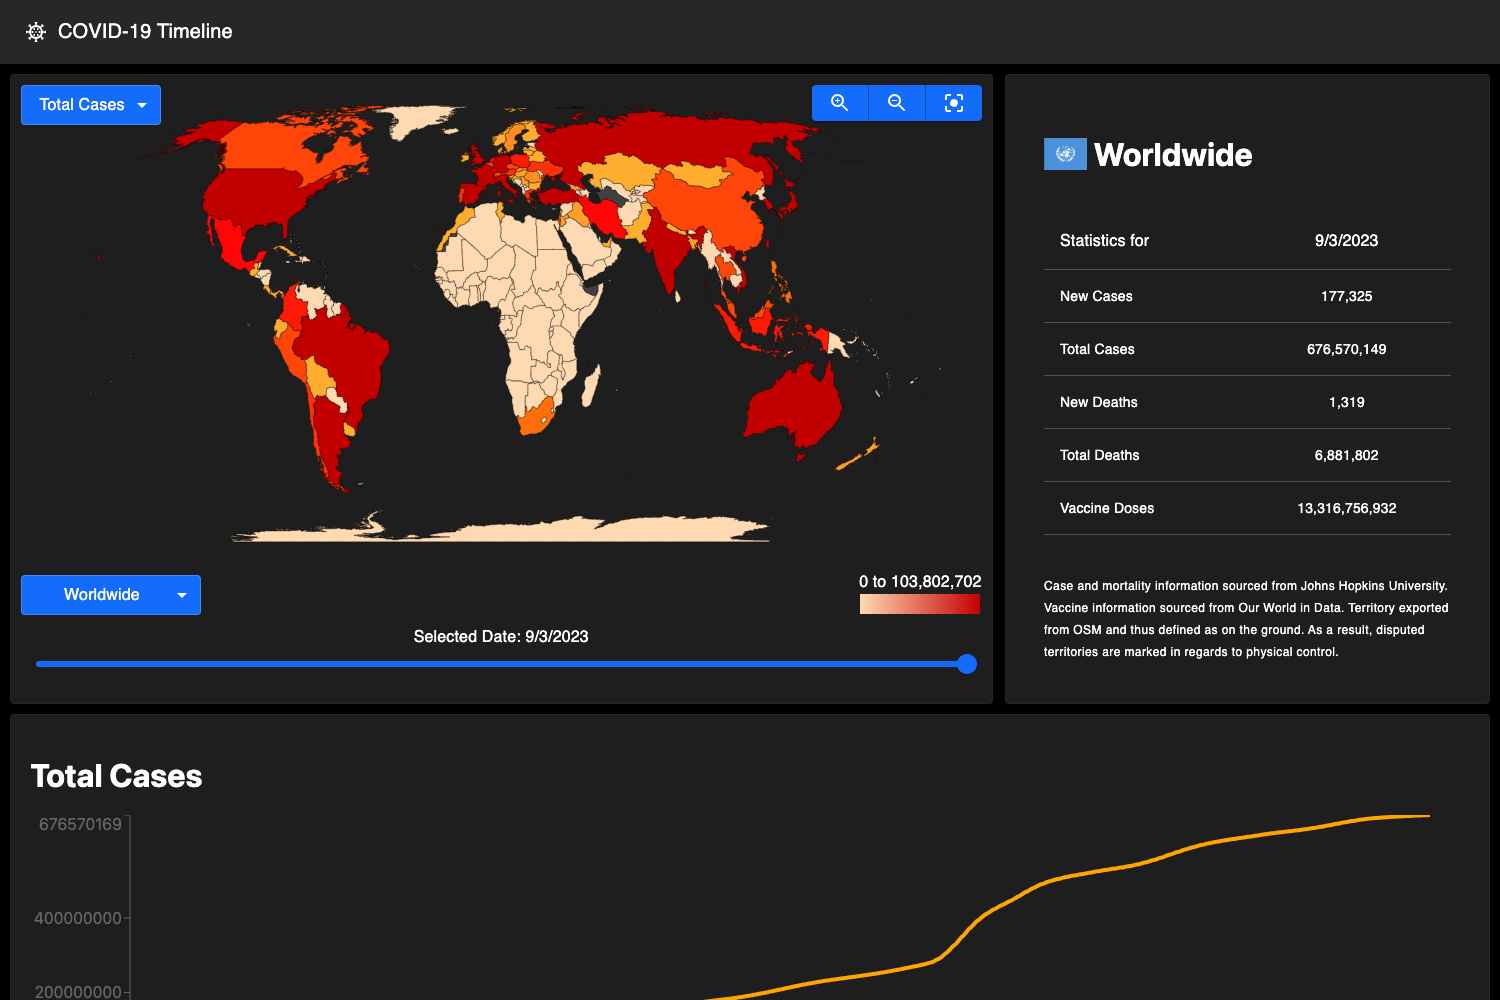 COVID-19 Timeline
Total Cases
Worldwide
0 to 103,802,702
Selected Date: 9/3/2023
Worldwide
Statistics for 9/3/2023
New Cases 177,325
Total Cases 676,570,149
New Deaths 1,319
Total Deaths 6,881,802
Vaccine Doses 13,316,756,932
Case and mortality information sourced from Johns Hopkins University.
Vaccine information sourced from Our World in Data. Territory exported
from OSM and thus defined as on the ground. As a result, disputed
territories are marked in regards to physical control.
Total Cases
676570169
400000000
200000000